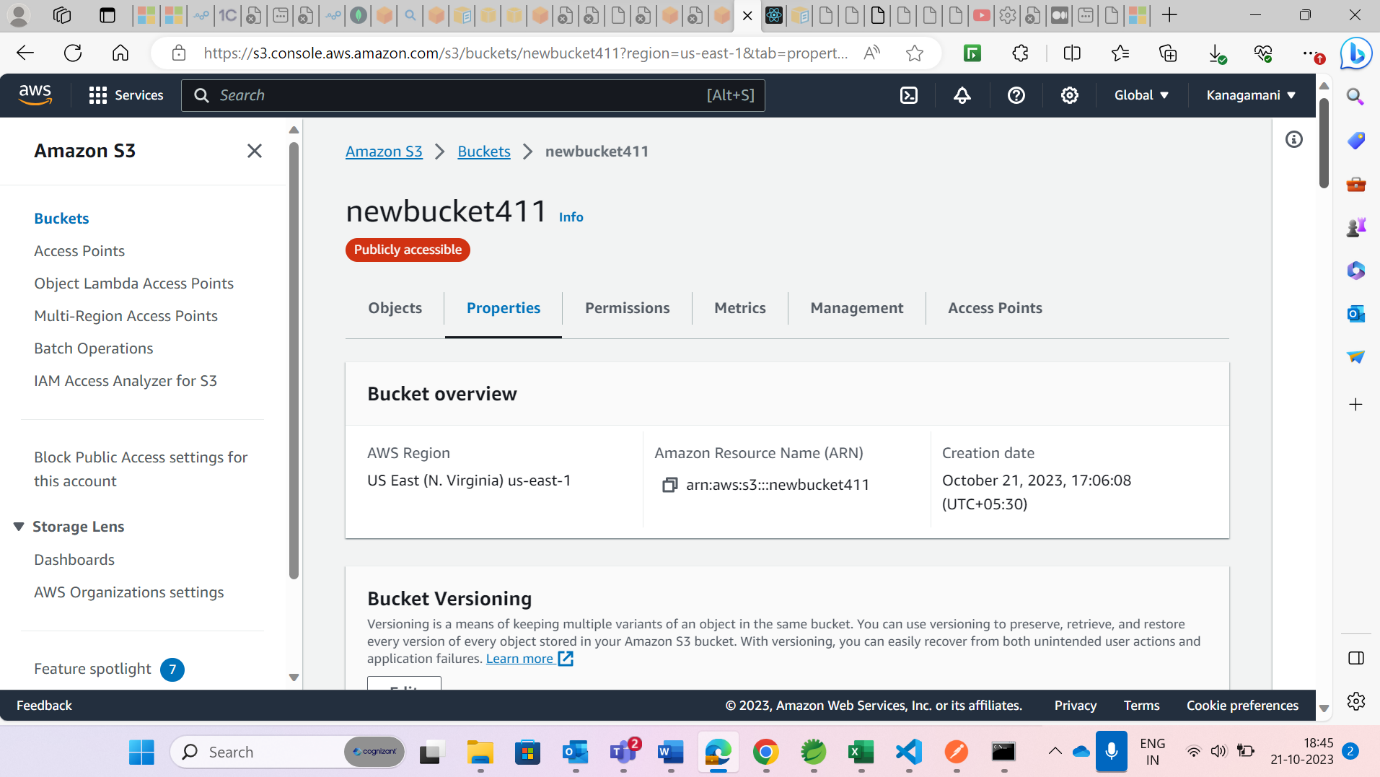 1C
https://s3.console.aws.amazon.com/s3/buckets/newbucket411?region=us-east-1&tab=propert...
aws
Services
Search [Alt+S]
Global
Kanagamani
Amazon S3
Buckets
Access Points
Object Lambda Access Points
Multi-Region Access Points
Batch Operations
IAM Access Analyzer for S3
Block Public Access settings for
this account
Storage Lens
Dashboards
AWS Organizations settings
Feature spotlight 7
Amazon S3 > Buckets > newbucket411
newbucket411 Info
Publicly accessible
Objects
Properties
Permissions
Metrics
Management
Access Points
Bucket overview
AWS Region
US East (N. Virginia) us-east-1
Amazon Resource Name (ARN)
arn:aws:s3:::newbucket411
Creation date
October 21, 2023, 17:06:08
(UTC+05:30)
Bucket Versioning
Versioning is a means of keeping multiple variants of an object in the same bucket. You can use versioning to preserve, retrieve, and restore
every version of every object stored in your Amazon S3 bucket. With versioning, you can easily recover from both unintended user actions and
application failures. Learn more
Edit
Feedback
© 2023, Amazon Web Services, Inc. or its affiliates.
Privacy
Terms
Cookie preferences
Search
cognizant
2
ENG
IN
18:45
21-10-2023
2